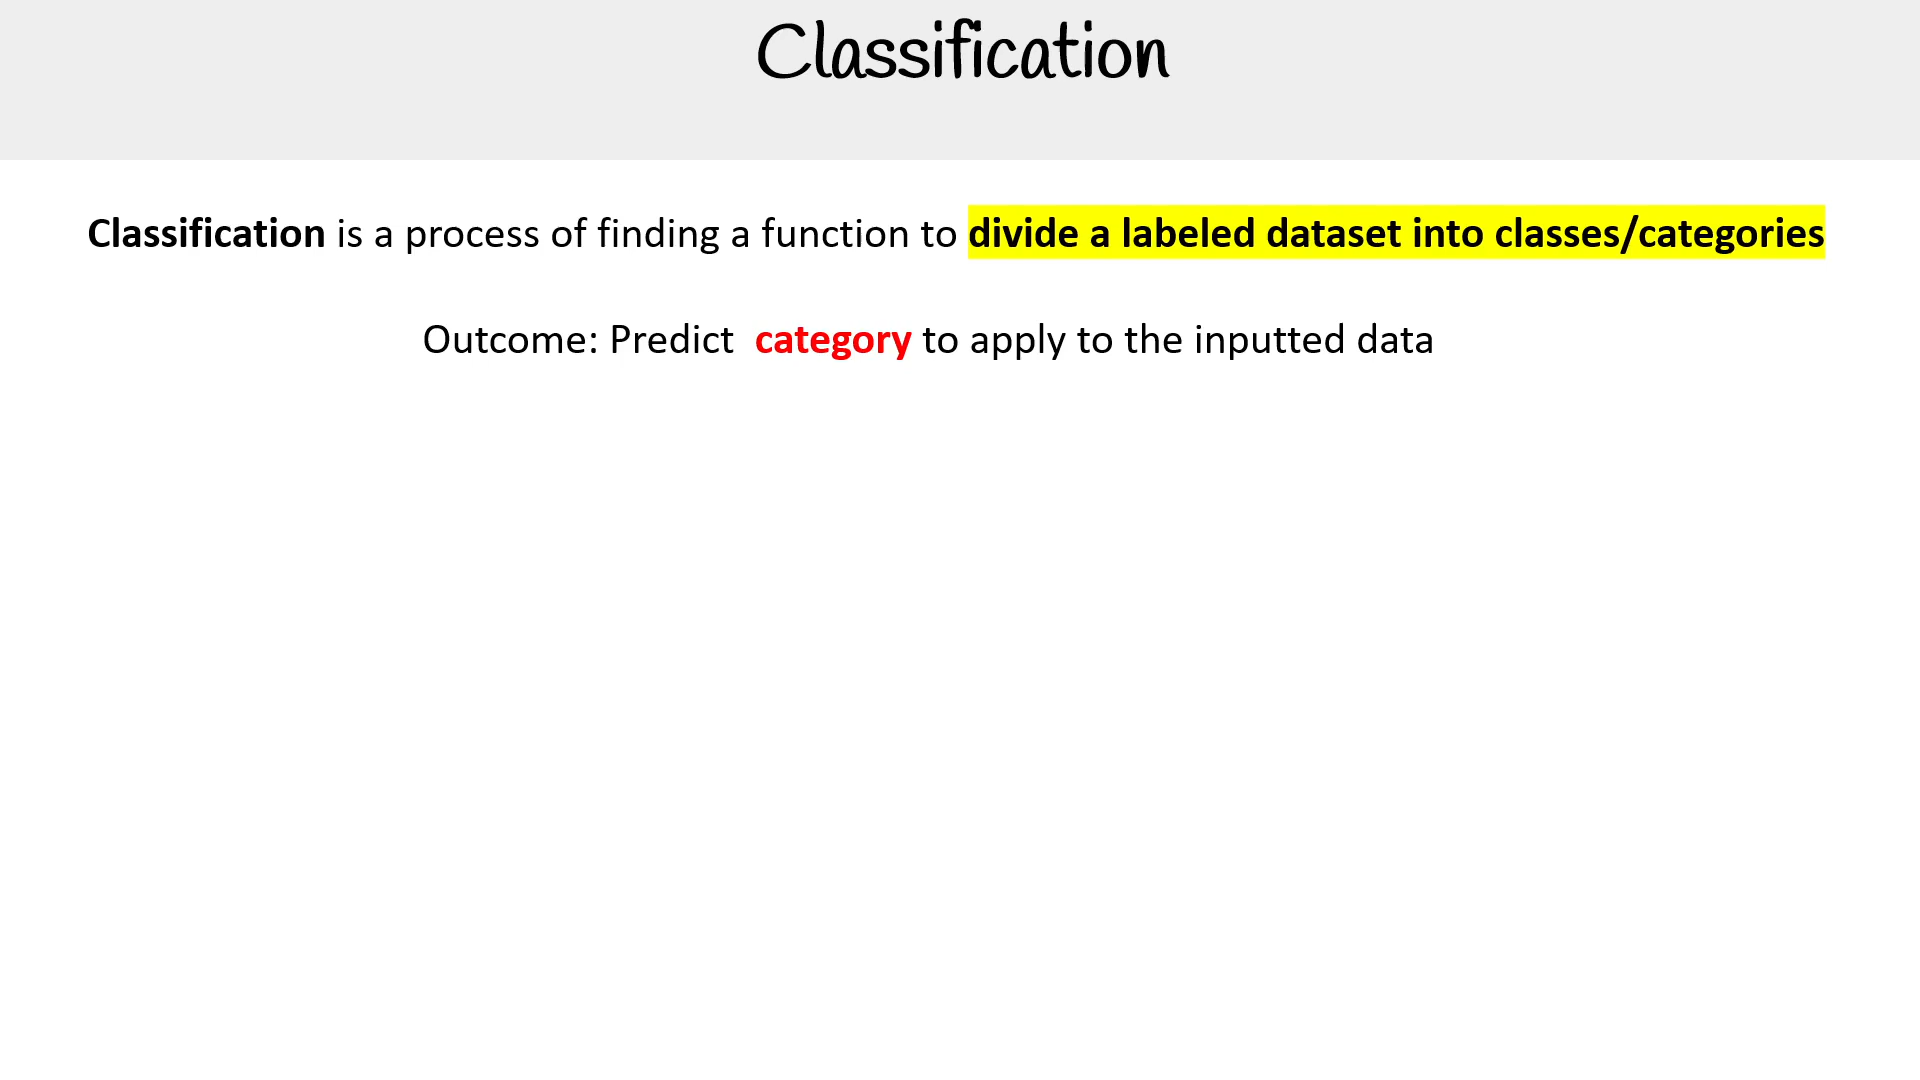 Classification
Classification is a process of finding a function to divide a labeled dataset into classes/categories
Outcome: Predict category to apply to the inputted data